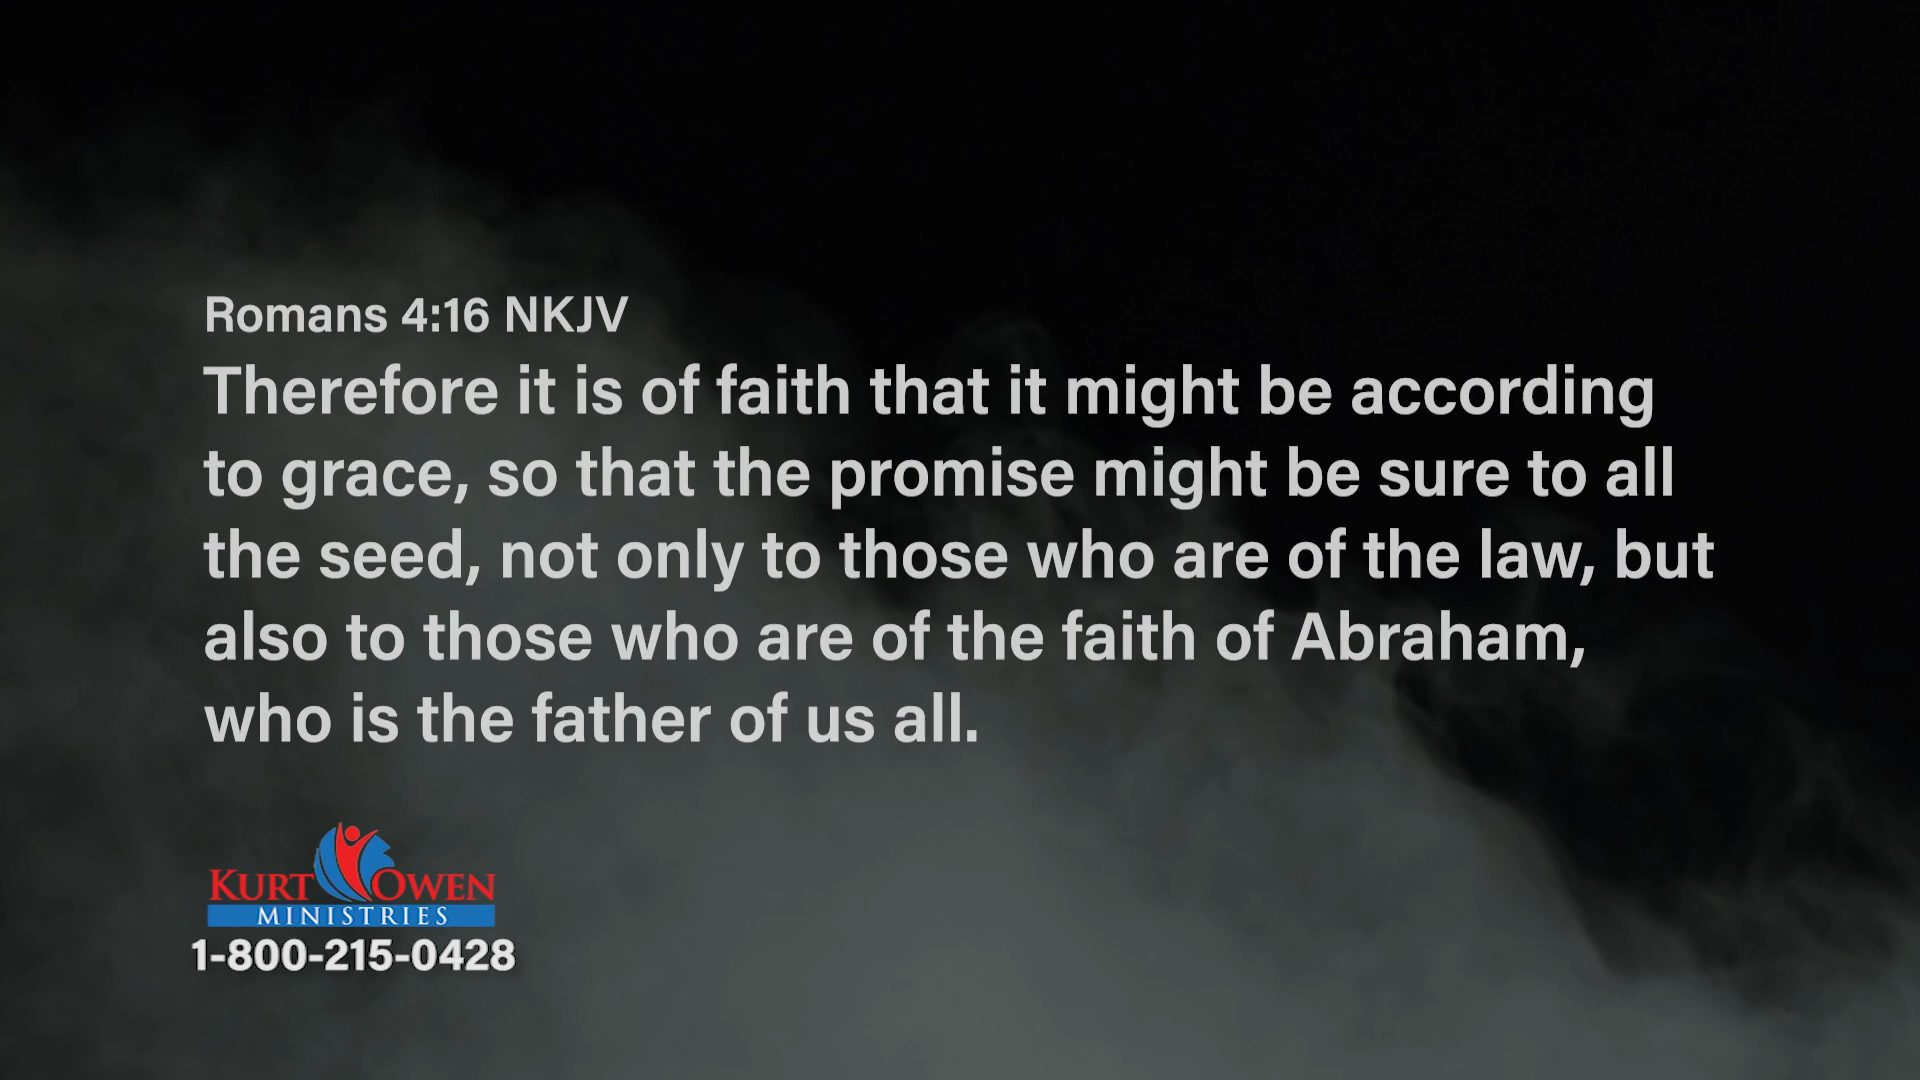 Romans 4:16 NKJV
Therefore it is of faith that it might be according
to grace, so that the promise might be sure to all
the seed, not only to those who are of the law, but
also to those who are of the faith of Abraham,
who is the father of us all.
KURT OWEN
MINISTRIES
1-800-215-0428